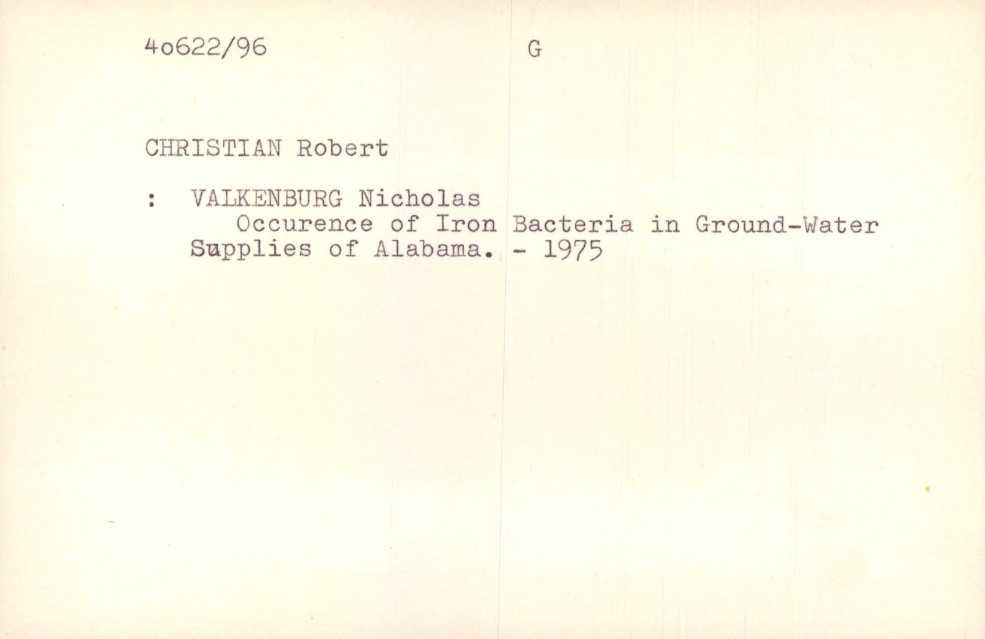 4o622/96 G
CHRISTIAN Robert
: VALKENBURG Nicholas
Occurence of Iron Bacteria in Ground-Water
Supplies of Alabama. - 1975